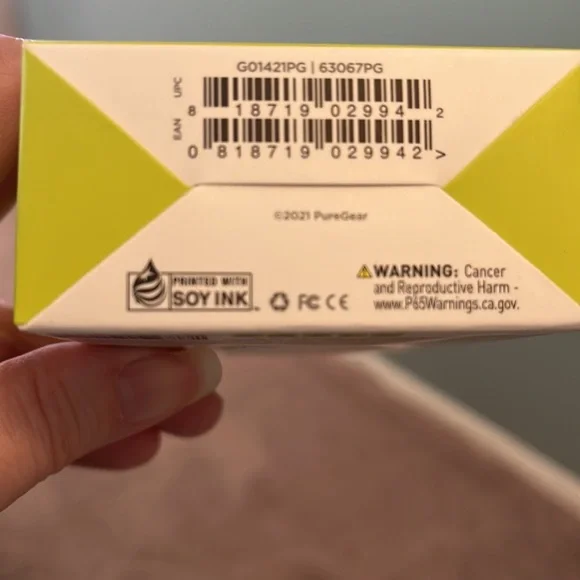 G01421PG | 63067PG
UPC
8 18719 02994 2
EAN
0 818719 029942 >
©2021 PureGear
PRINTED WITH
SOY INK™
FC CE
WARNING: Cancer
and Reproductive Harm -
www.P65Warnings.ca.gov.